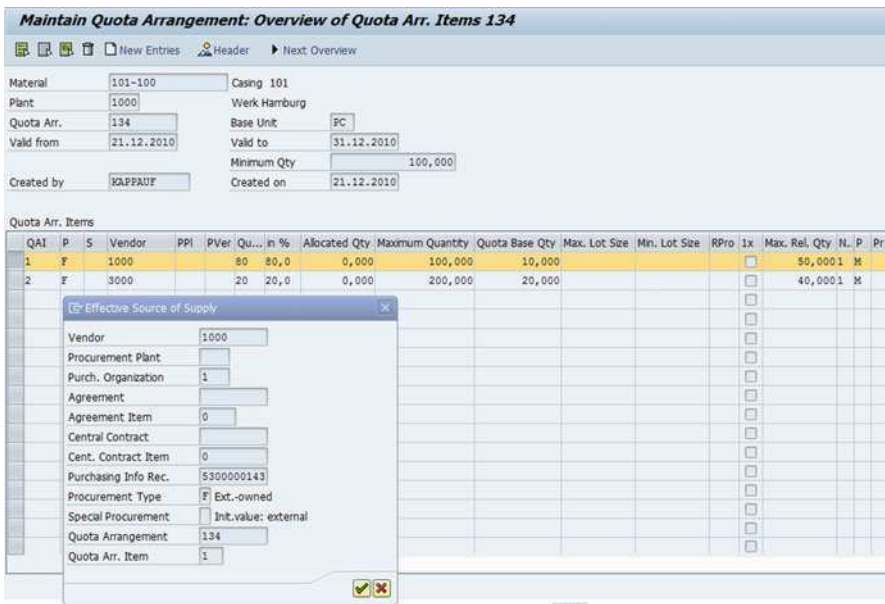 Maintain Quota Arrangement: Overview of Quota Arr. Items 134
New Entries Header Next Overview
Material 101-100 Casing 101
Plant 1000 Werk Hamburg
Quota Arr. 134 Base Unit PC
Valid from 21.12.2010 Valid to 31.12.2010
Minimum Qty 100,000
Created by KAPPAUF Created on 21.12.2010
Quota Arr. Items
QAI P S Vendor PPl PVer Qu... in % Allocated Qty Maximum Quantity Quota Base Qty Max. Lot Size Min. Lot Size RPro 1x Max. Rel. Qty N.. P Pr
1 F 1000 80 80,0 0,000 100,000 10,000 50,000 1 M
2 F 3000 20 20,0 0,000 200,000 20,000 40,000 1 M
Effective Source of Supply
Vendor 1000
Procurement Plant
Purch. Organization 1
Agreement
Agreement Item 0
Central Contract
Cent. Contract Item 0
Purchasing Info Rec. 5300000143
Procurement Type F Ext.-owned
Special Procurement Init.value: external
Quota Arrangement 134
Quota Arr. Item 1